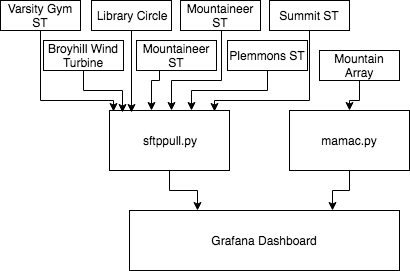 Varsity Gym
ST
Library Circle
Mountaineer
ST
Summit ST
Broyhill Wind
Turbine
Mountaineer
ST
Plemmons ST
Mountain
Array
sftppull.py
mamac.py
Grafana Dashboard